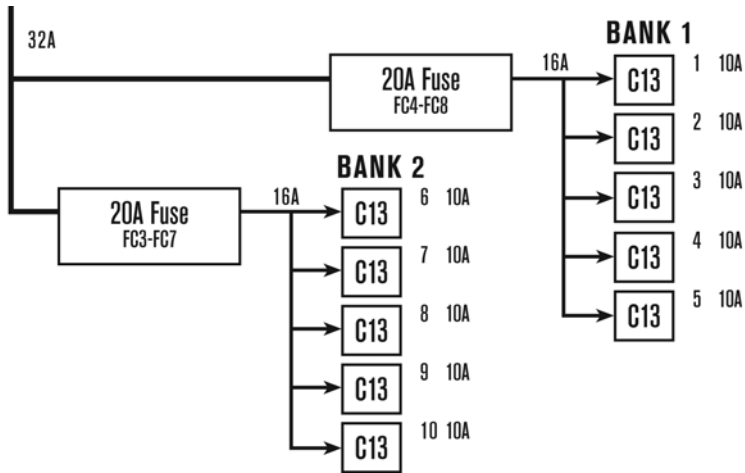 32A
BANK 1
20A Fuse
FC4-FC8
16A
C13 1 10A
C13 2 10A
C13 3 10A
C13 4 10A
C13 5 10A
BANK 2
20A Fuse
FC3-FC7
16A
C13 6 10A
C13 7 10A
C13 8 10A
C13 9 10A
C13 10 10A